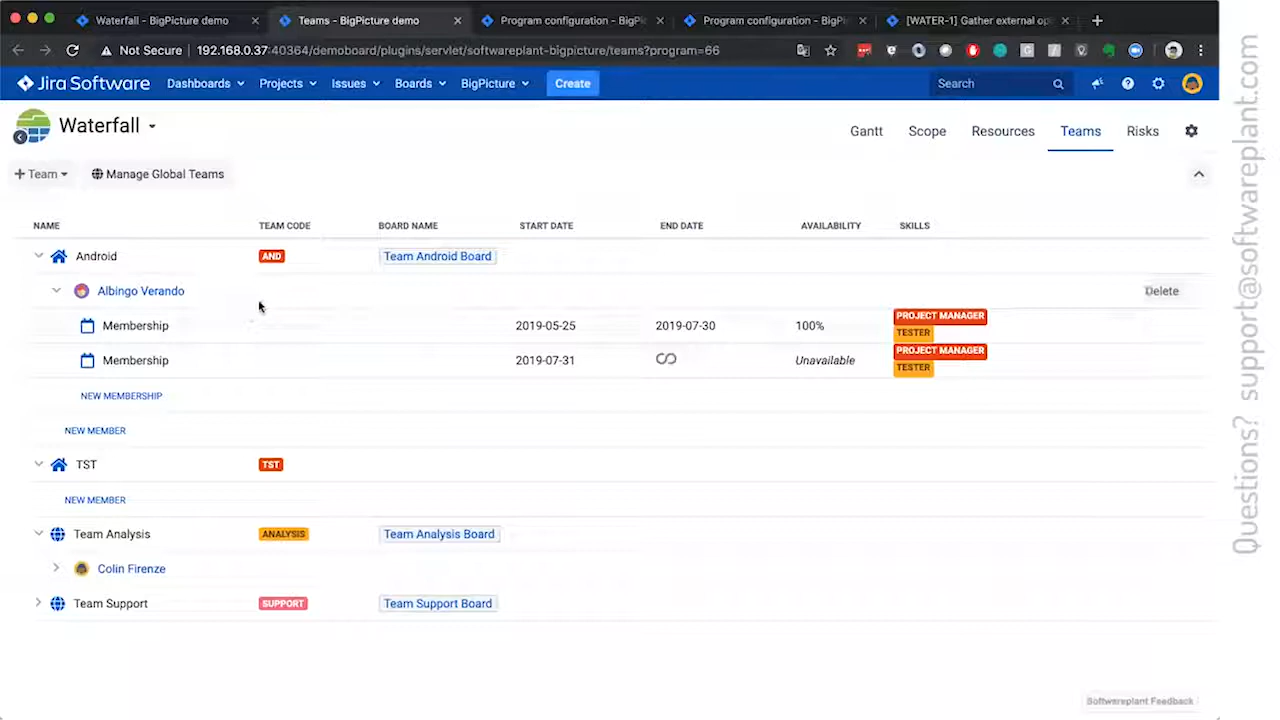 Waterfall - BigPicture demo
Teams - BigPicture demo
Program configuration - BigPi
Program configuration - BigPi
[WATER-1] Gather external op
Not Secure | 192.168.0.37:40364/demoboard/plugins/servlet/softwareplant-bigpicture/teams?program=66
Jira Software Dashboards Projects Issues Boards BigPicture Create Search
Waterfall
Gantt Scope Resources Teams Risks
+ Team Manage Global Teams
NAME TEAM CODE BOARD NAME START DATE END DATE AVAILABILITY SKILLS
Android AND Team Android Board
Albingo Verando Delete
Membership 2019-05-25 2019-07-30 100% PROJECT MANAGER
TESTER
Membership 2019-07-31 Unavailable PROJECT MANAGER
TESTER
NEW MEMBERSHIP
NEW MEMBER
TST TST
NEW MEMBER
Team Analysis ANALYSIS Team Analysis Board
Colin Firenze
Team Support SUPPORT Team Support Board
Softwareplant Feedback
Questions? support@softwareplant.com